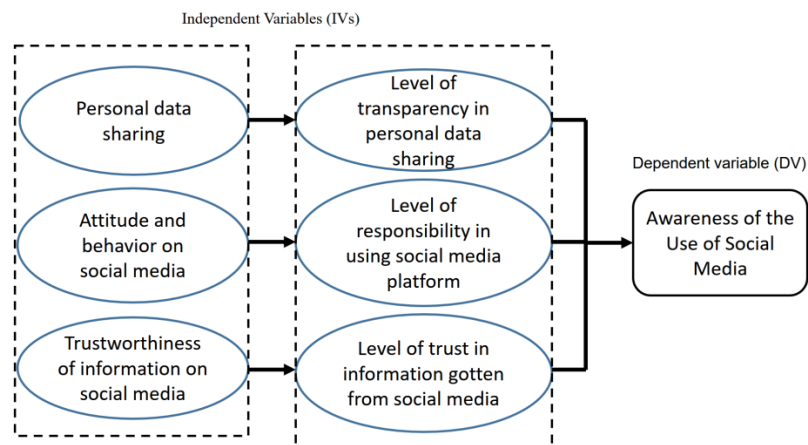 Independent Variables (IVs)
Personal data
sharing
Level of
transparency in
personal data
sharing
Attitude and
behavior on
social media
Level of
responsibility in
using social media
platform
Trustworthiness
of information on
social media
Level of trust in
information gotten
from social media
Dependent variable (DV)
Awareness of the
Use of Social
Media